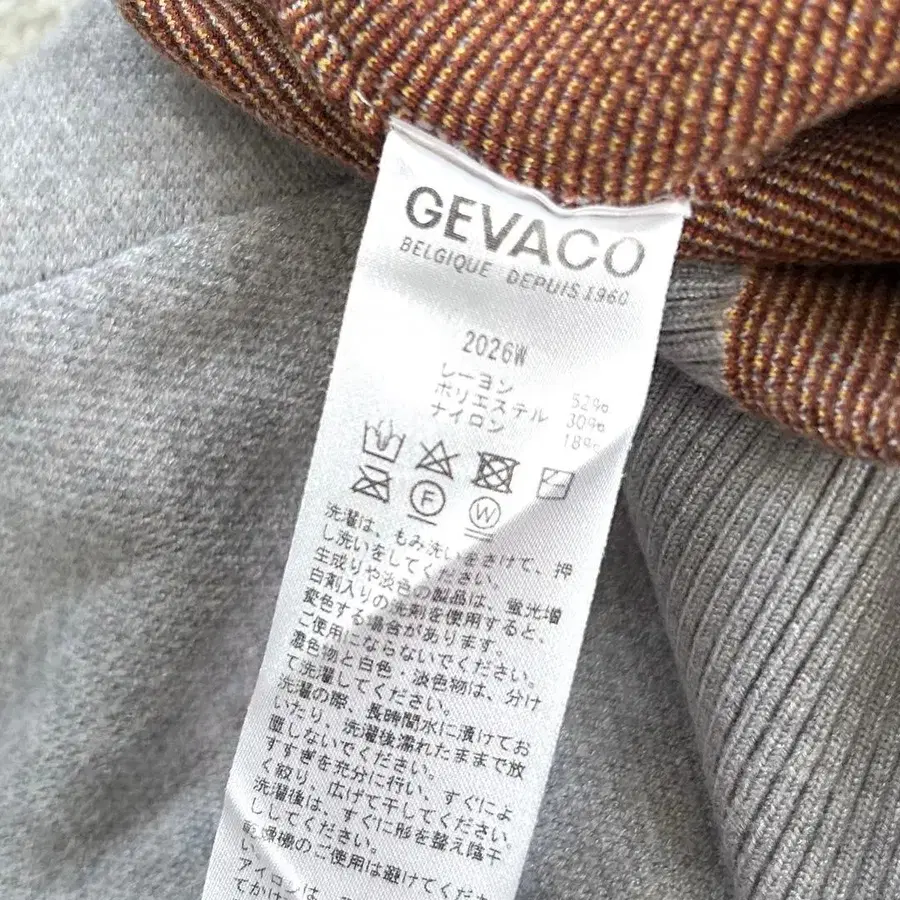 GEVACO
BELGIQUE DEPUIS 1960
2026W
レーヨン 52%
ポリエステル 30%
ナイロン 18%
F W
洗濯は、もみ洗いをさけて、押
し洗いをしてください。
生成りや淡色の製品は、蛍光増
白剤入りの洗剤を使用すると、
変色する場合があります。
ご使用にならないでください。
濃色物と白色・淡色物は、分け
て洗濯してください。
洗濯の際、長時間水に漬けてお
いたり、洗濯後濡れたままで放
置しないでください。
すすぎを充分に行い、すぐによ
く絞り、広げて干してください
洗濯後は、すぐに形を整え陰干
ししてください。
乾燥機のご使用は避けてくださ
い。
アイロンは
てかけ